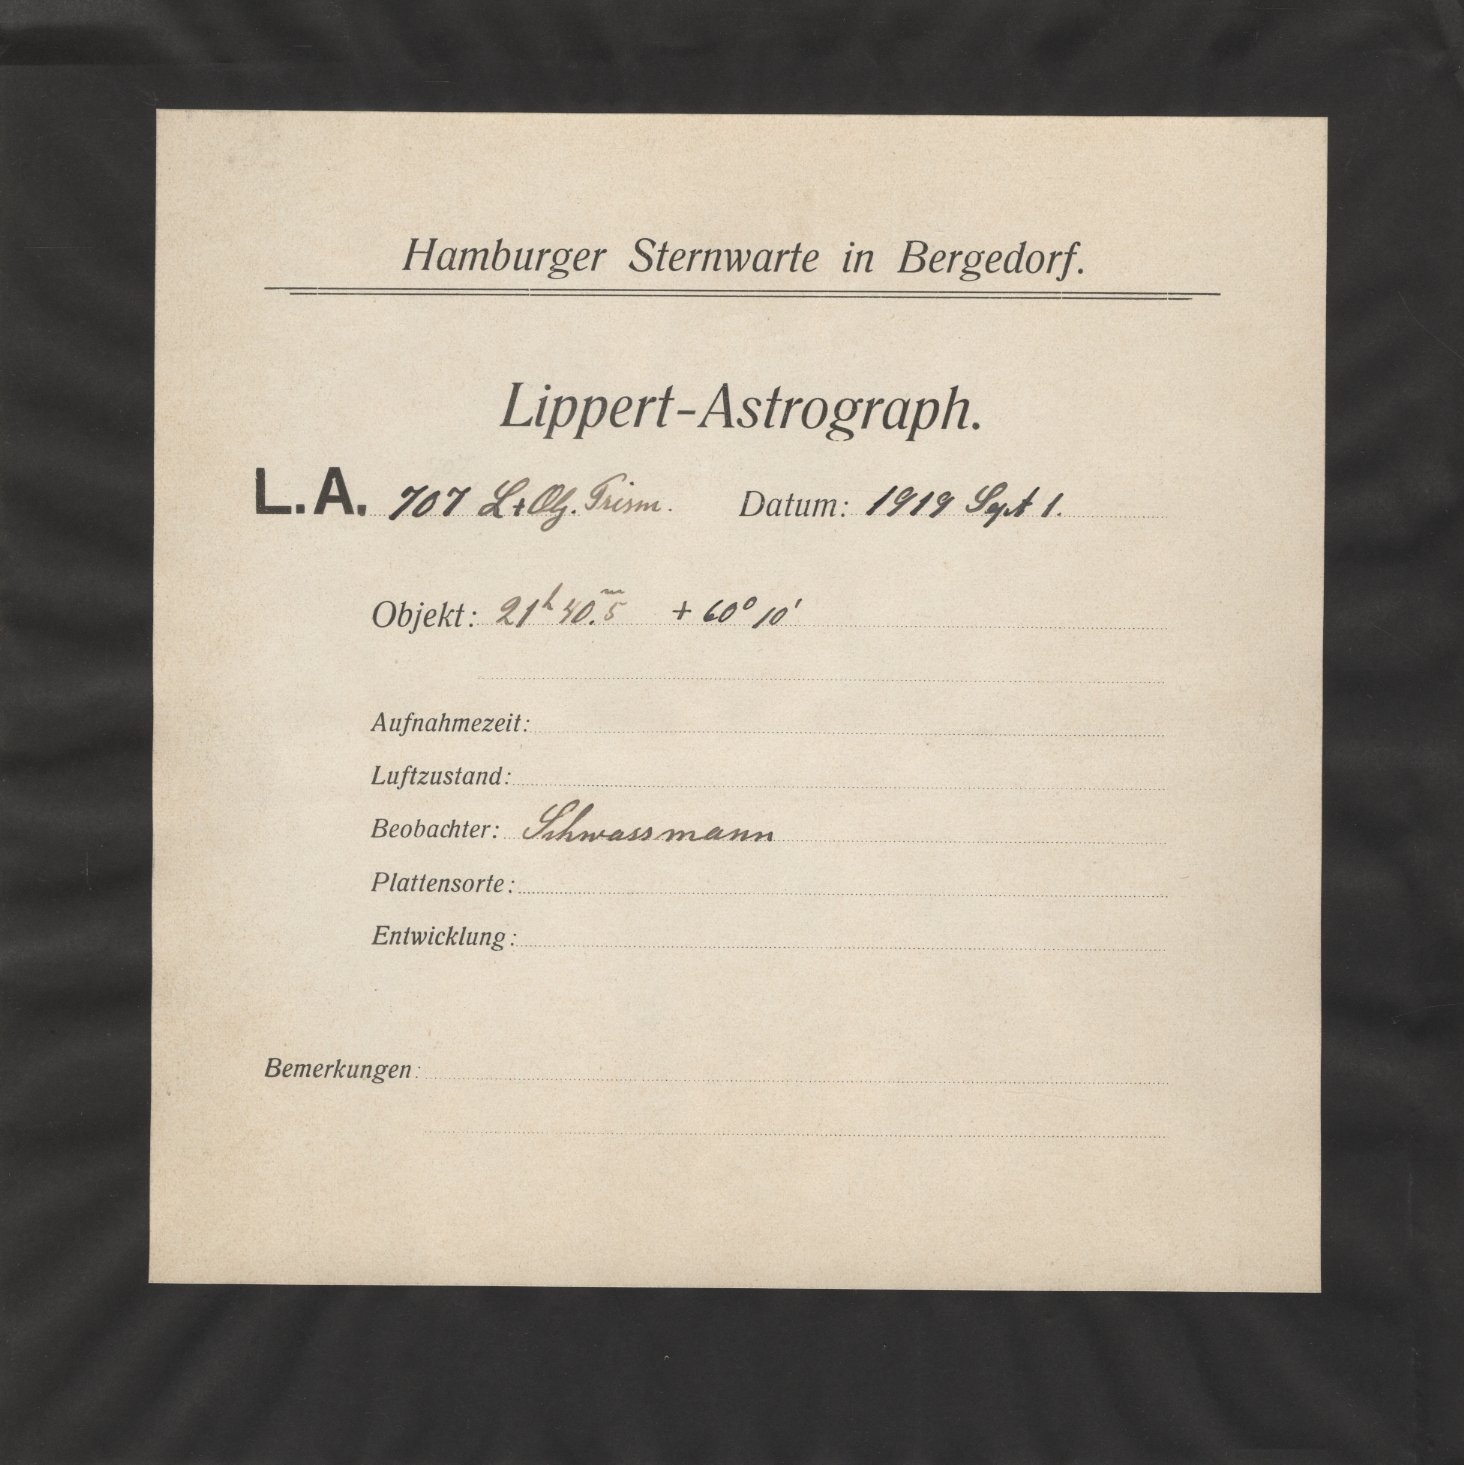 Hamburger Sternwarte in Bergedorf.
Lippert-Astrograph.
L.A. 707 L+Obj. Prism. Datum: 1919 Sept 1.
Objekt: 21h 40.m5 + 60° 10'
Aufnahmezeit:
Luftzustand:
Beobachter: Schwassmann
Plattensorte:
Entwicklung:
Bemerkungen: